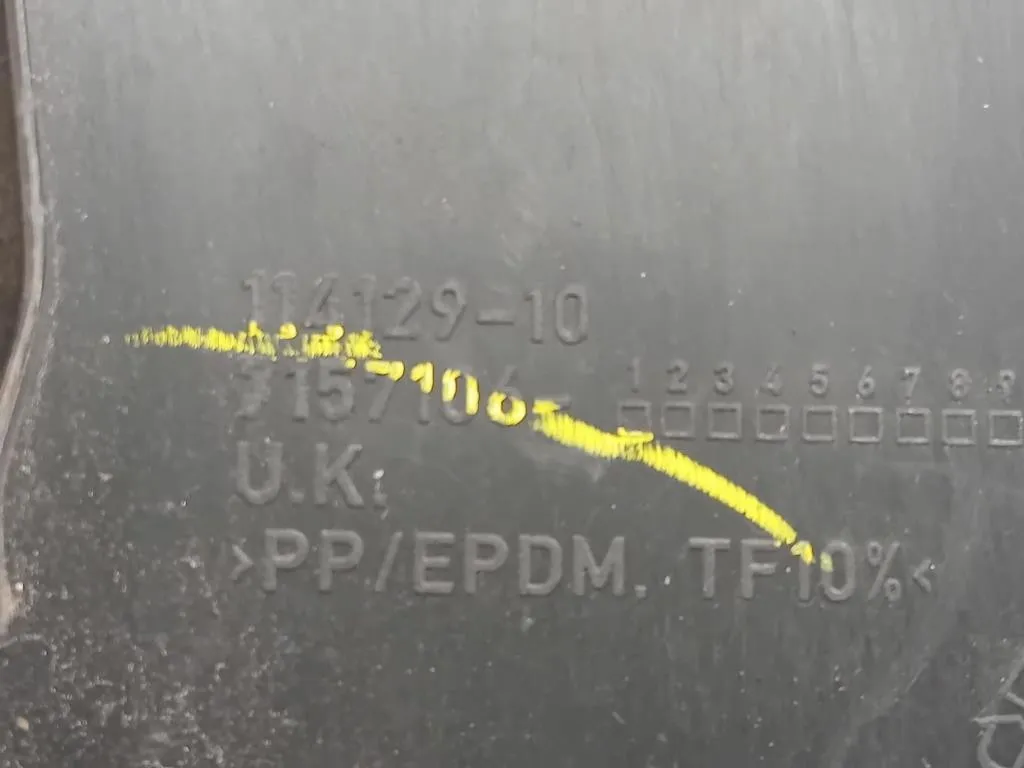 114129-10
7157106-
1 2 3 4 5 6 7 8 9
U.K.
>PP/EPDM. TF10%<